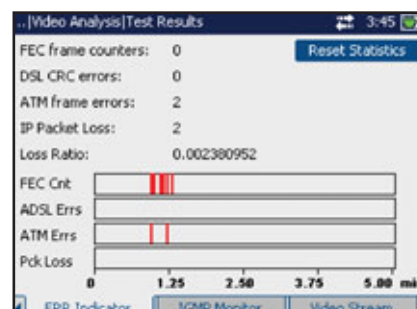 ..|Video Analysis|Test Results 3:45
FEC frame counters: 0 Reset Statistics
DSL CRC errors: 0
ATM frame errors: 2
IP Packet Loss: 2
Loss Ratio: 0.002380952
FEC Cnt
ADSL Errs
ATM Errs
Pck Loss
0 1.25 2.50 3.75 5.00 mi
ERR Indicator IGMP Monitor Video Stream